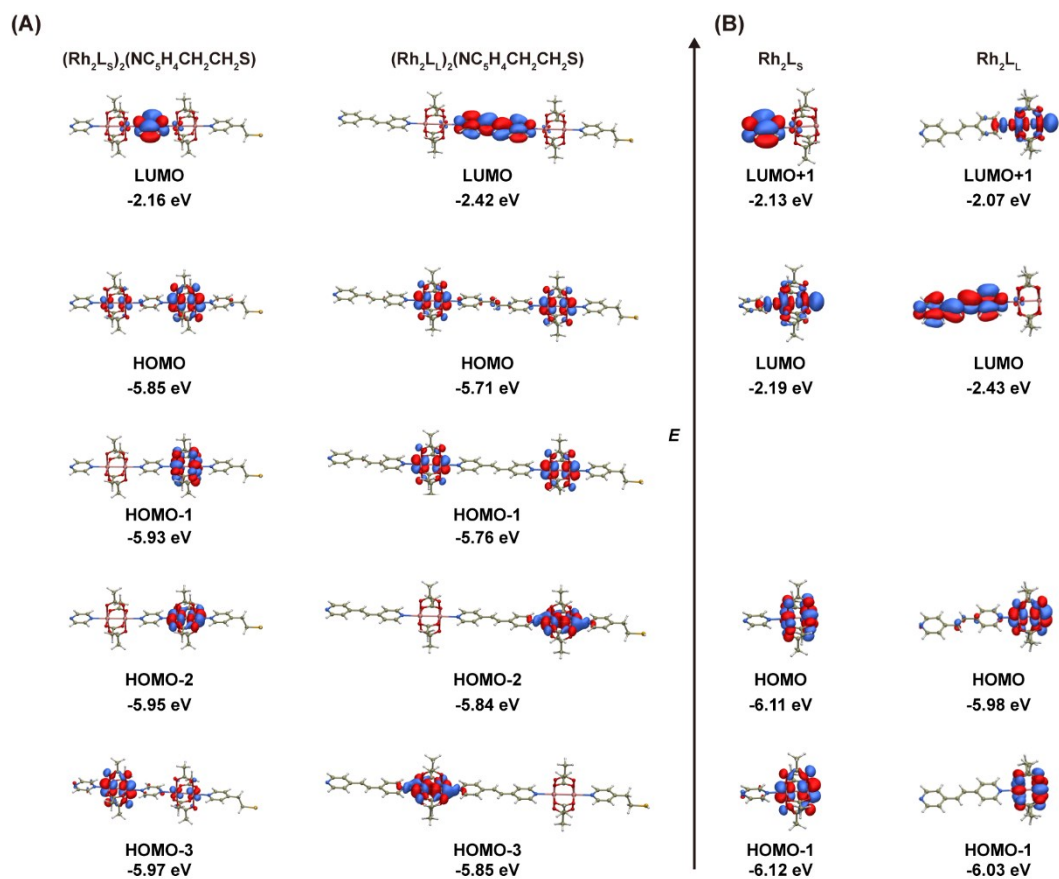 (A)
(Rh₂L_S)₂(NC₅H₄CH₂CH₂S)
(Rh₂L_L)₂(NC₅H₄CH₂CH₂S)
LUMO
-2.16 eV
LUMO
-2.42 eV
HOMO
-5.85 eV
HOMO
-5.71 eV
HOMO-1
-5.93 eV
HOMO-1
-5.76 eV
HOMO-2
-5.95 eV
HOMO-2
-5.84 eV
HOMO-3
-5.97 eV
HOMO-3
-5.85 eV
E
(B)
Rh₂L_S
Rh₂L_L
LUMO+1
-2.13 eV
LUMO+1
-2.07 eV
LUMO
-2.19 eV
LUMO
-2.43 eV
HOMO
-6.11 eV
HOMO
-5.98 eV
HOMO-1
-6.12 eV
HOMO-1
-6.03 eV